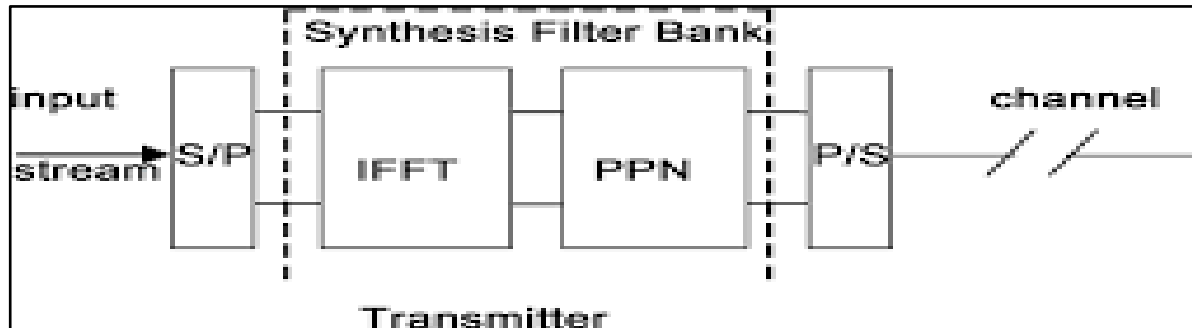 Synthesis Filter Bank
input
stream
S/P
IFFT
PPN
P/S
channel
Transmitter